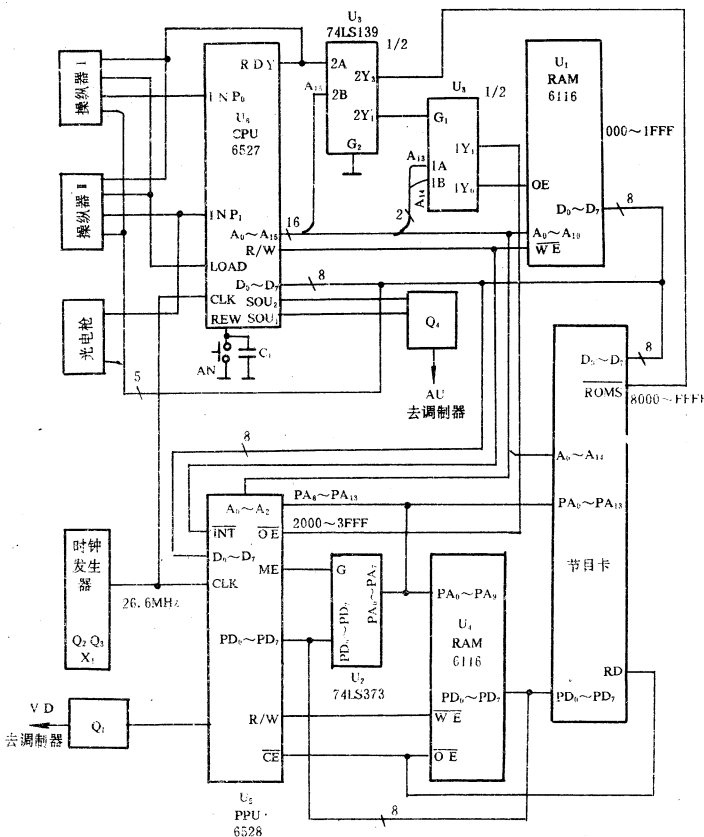 U₃
74LS139
1/2
操纵器 I
RDY
INP₀
U₆
CPU
6527
INP₁
A₀～A₁₅
R/W
LOAD
D₀～D₇
CLK
SOU₂
REW
SOU₁
16
8
2A
2B
2Y₃
2Y₁
G₂
A₁₅
U₃
1/2
G₁
1Y₁
1A
1B
1Y₀
A₁₃
A₁₄
2
U₁
RAM
6116
000～1FFF
OE
D₀～D₇
8
A₀～A₁₀
WE
操纵器 II
光电枪
AN
C₁
5
Q₄
AU
去调制器
8
D₀～D₇
8
ROMS
8000～FFFF
A₀～A₁₄
PA₀～PA₁₃
节目卡
RD
PD₀～PD₇
时钟
发生
器
Q₂ Q₃
X₁
26.6MHz
A₀～A₂
INT
OE
D₀～D₇
ME
CLK
PD₀～PD₇
R/W
CE
U₅
PPU
6528
PA₈～PA₁₃
2000～3FFF
G
PD₀～PD₇
PA₀～PA₇
U₂
74LS373
PA₀～PA₉
U₄
RAM
6116
PD₀～PD₇
WE
OE
8
VD
去调制器
Q₁